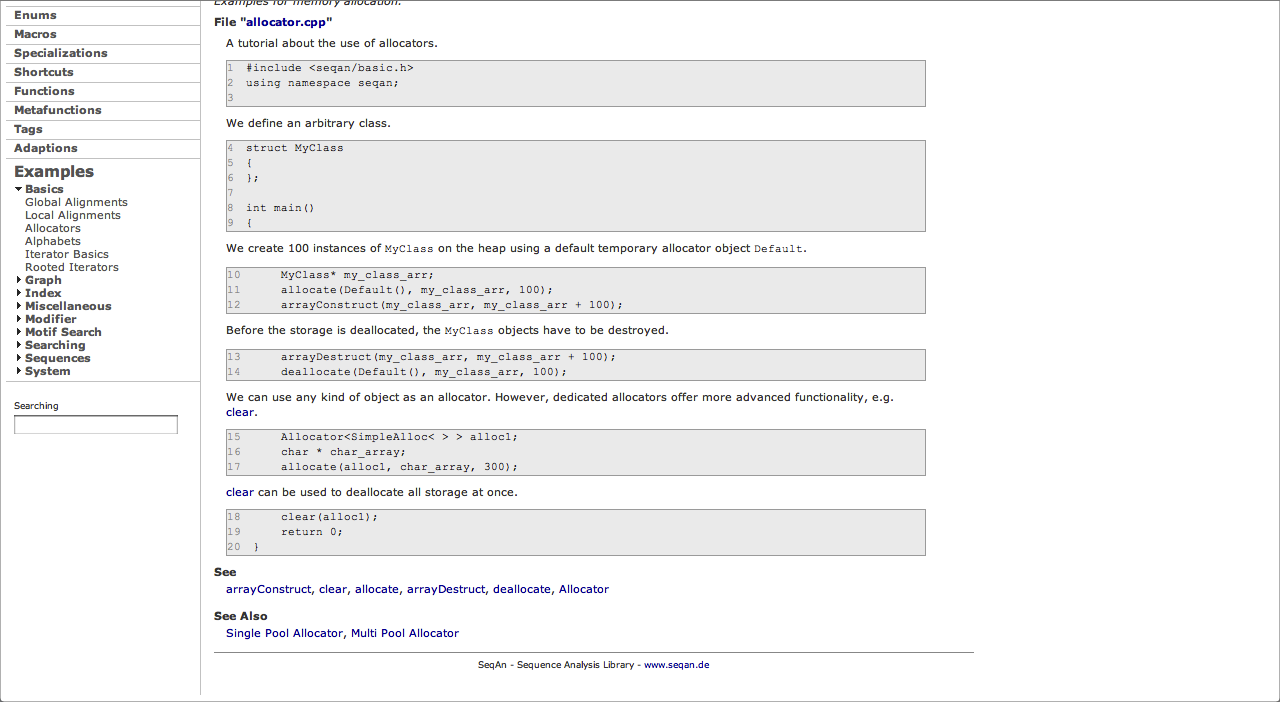 Enums
Macros
Specializations
Shortcuts
Functions
Metafunctions
Tags
Adaptions
Examples
Basics
Global Alignments
Local Alignments
Allocators
Alphabets
Iterator Basics
Rooted Iterators
Graph
Index
Miscellaneous
Modifier
Motif Search
Searching
Sequences
System
Searching
Examples for memory allocation.
File "allocator.cpp"
A tutorial about the use of allocators.
1 #include <seqan/basic.h>
2 using namespace seqan;
3
We define an arbitrary class.
4 struct MyClass
5 {
6 };
7
8 int main()
9 {
We create 100 instances of MyClass on the heap using a default temporary allocator object Default.
10 MyClass* my_class_arr;
11 allocate(Default(), my_class_arr, 100);
12 arrayConstruct(my_class_arr, my_class_arr + 100);
Before the storage is deallocated, the MyClass objects have to be destroyed.
13 arrayDestruct(my_class_arr, my_class_arr + 100);
14 deallocate(Default(), my_class_arr, 100);
We can use any kind of object as an allocator. However, dedicated allocators offer more advanced functionality, e.g.
clear.
15 Allocator<SimpleAlloc< > > alloc1;
16 char * char_array;
17 allocate(alloc1, char_array, 300);
clear can be used to deallocate all storage at once.
18 clear(alloc1);
19 return 0;
20 }
See
arrayConstruct, clear, allocate, arrayDestruct, deallocate, Allocator
See Also
Single Pool Allocator, Multi Pool Allocator
SeqAn - Sequence Analysis Library - www.seqan.de